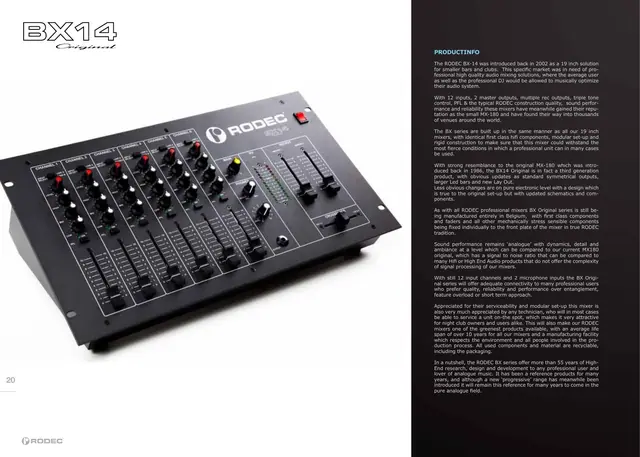 BX14
Original
RODEC
BX14
CHANNEL 1
CHANNEL 2
CHANNEL 3
CHANNEL 4
CHANNEL 5
CHANNEL 6
20
RODEC
PRODUCTINFO
The RODEC BX-14 was introduced back in 2002 as a 19 inch solution
for smaller bars and clubs. This specific market was in need of pro-
fessional high quality audio mixing solutions, where the average user
as well as the professional DJ would be allowed to musically optimize
their audio system.
With 12 inputs, 2 master outputs, multiple rec outputs, triple tone
control, PFL & the typical RODEC construction quality, sound perfor-
mance and reliability these mixers have meanwhile gained their repu-
tation as the small MX-180 and have found their way into thousands
of venues around the world.
The BX series are built up in the same manner as all our 19 inch
mixers, with identical first class hifi components, modular set-up and
rigid construction to make sure that this mixer could withstand the
most fierce conditions in which a professional unit can in many cases
be used.
With strong resemblance to the original MX-180 which was intro-
duced back in 1986, the BX14 Original is in fact a third generation
product, with obvious updates as standard symmetrical outputs,
larger Led bars and new Lay Out.
Less obvious changes are on pure electronic level with a design which
is true to the original set-up but with updated schematics and com-
ponents.
As with all RODEC professional mixers BX Original series is still be-
ing manufactured entirely in Belgium, with first class components
and faders and all other mechanically stress sensible components
being fixed individually to the front plate of the mixer in true RODEC
tradition.
Sound performance remains 'analogue' with dynamics, detail and
ambiance at a level which can be compared to our current MX180
original, which has a signal to noise ratio that can be compared to
many Hifi or High End Audio products that do not offer the complexity
of signal processing of our mixers.
With still 12 input channels and 2 microphone inputs the BX Orig-
nal series will offer adequate connectivity to many professional users
who prefer quality, reliability and performance over entanglement,
feature overload or short term approach.
Appreciated for their serviceability and modular set-up this mixer is
also very much appreciated by any technician, who will in most cases
be able to service a unit on-the spot, which makes it very attractive
for night club owners and users alike. This will also make our RODEC
mixers one of the greenest products available, with an average life
span of over 10 years for all our mixers and a manufacturing facility
which respects the environment and all people involved in the pro-
duction process. All used components and material are recyclable,
including the packaging.
In a nutshell, the RODEC BX series offer more than 55 years of High-
End research, design and development to any professional user and
lover of analogue music. It has been a reference products for many
years, and although a new 'progressive' range has meanwhile been
introduced it will remain this reference for many years to come in the
pure analogue field.